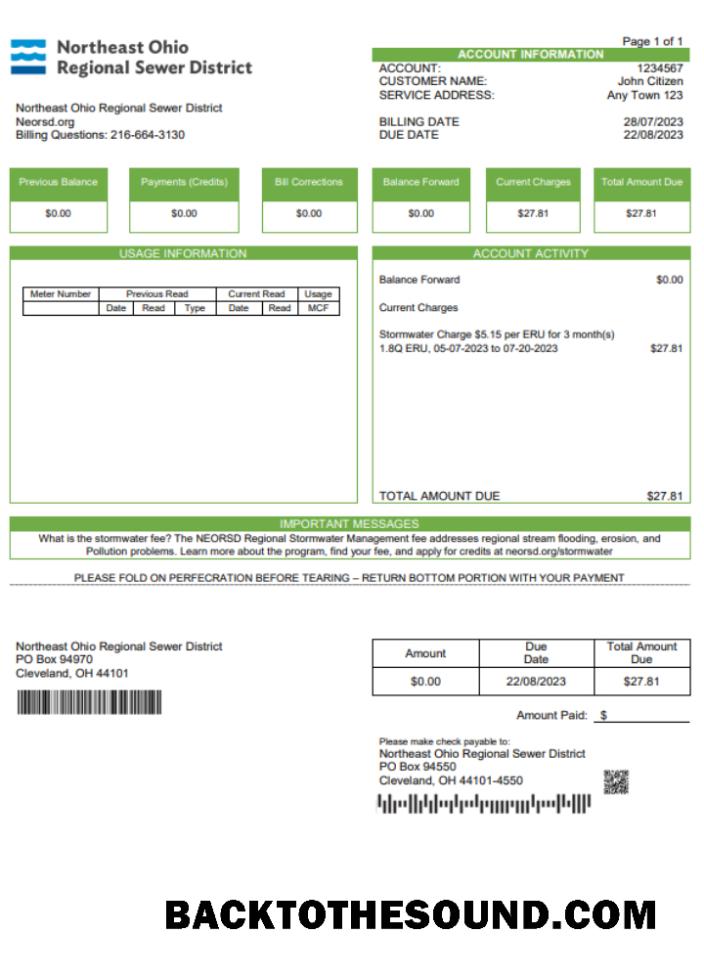 Northeast Ohio
Regional Sewer District
Page 1 of 1
ACCOUNT INFORMATION
ACCOUNT: 1234567
CUSTOMER NAME: John Citizen
SERVICE ADDRESS: Any Town 123
Northeast Ohio Regional Sewer District
Neorsd.org
Billing Questions: 216-664-3130
BILLING DATE 28/07/2023
DUE DATE 22/08/2023
Previous Balance Payments (Credits) Bill Corrections Balance Forward Current Charges Total Amount Due
$0.00 $0.00 $0.00 $0.00 $27.81 $27.81
USAGE INFORMATION
Meter Number Previous Read Current Read Usage
Date Read Type Date Read MCF
ACCOUNT ACTIVITY
Balance Forward $0.00
Current Charges
Stormwater Charge $5.15 per ERU for 3 month(s)
1.8Q ERU, 05-07-2023 to 07-20-2023 $27.81
TOTAL AMOUNT DUE $27.81
IMPORTANT MESSAGES
What is the stormwater fee? The NEORSD Regional Stormwater Management fee addresses regional stream flooding, erosion, and
Pollution problems. Learn more about the program, find your fee, and apply for credits at neorsd.org/stormwater
PLEASE FOLD ON PERFECRATION BEFORE TEARING – RETURN BOTTOM PORTION WITH YOUR PAYMENT
Northeast Ohio Regional Sewer District
PO Box 94970
Cleveland, OH 44101
Amount Due Date Total Amount Due
$0.00 22/08/2023 $27.81
Amount Paid: $
Please make check payable to:
Northeast Ohio Regional Sewer District
PO Box 94550
Cleveland, OH 44101-4550
BACKTOTHESOUND.COM